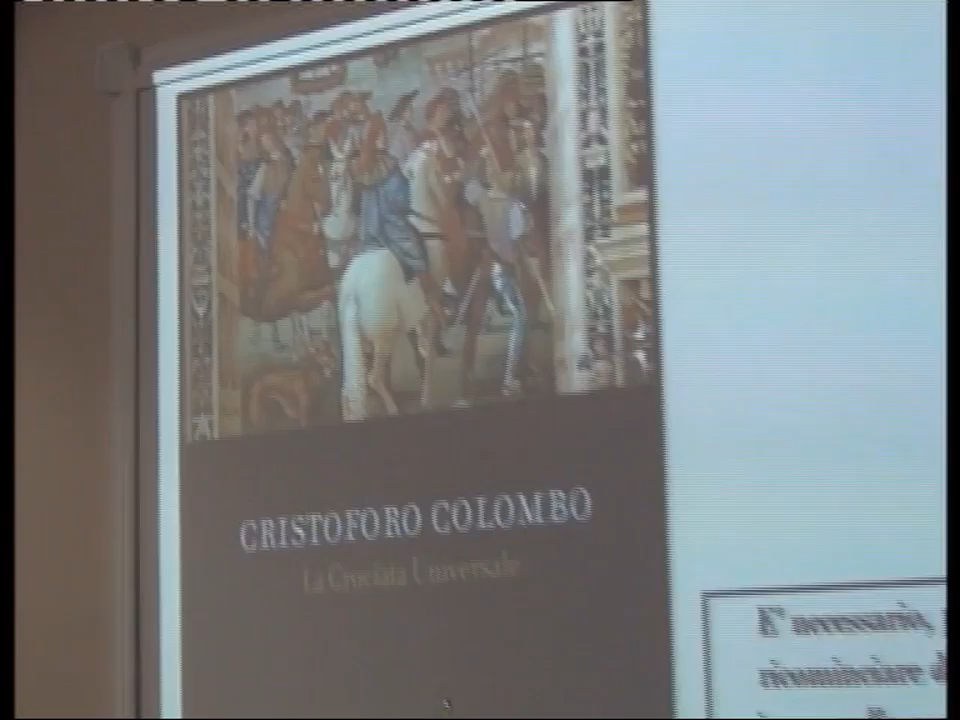 CRISTOFORO COLOMBO
La Crociata Universale
E' necessario,
ricominciare